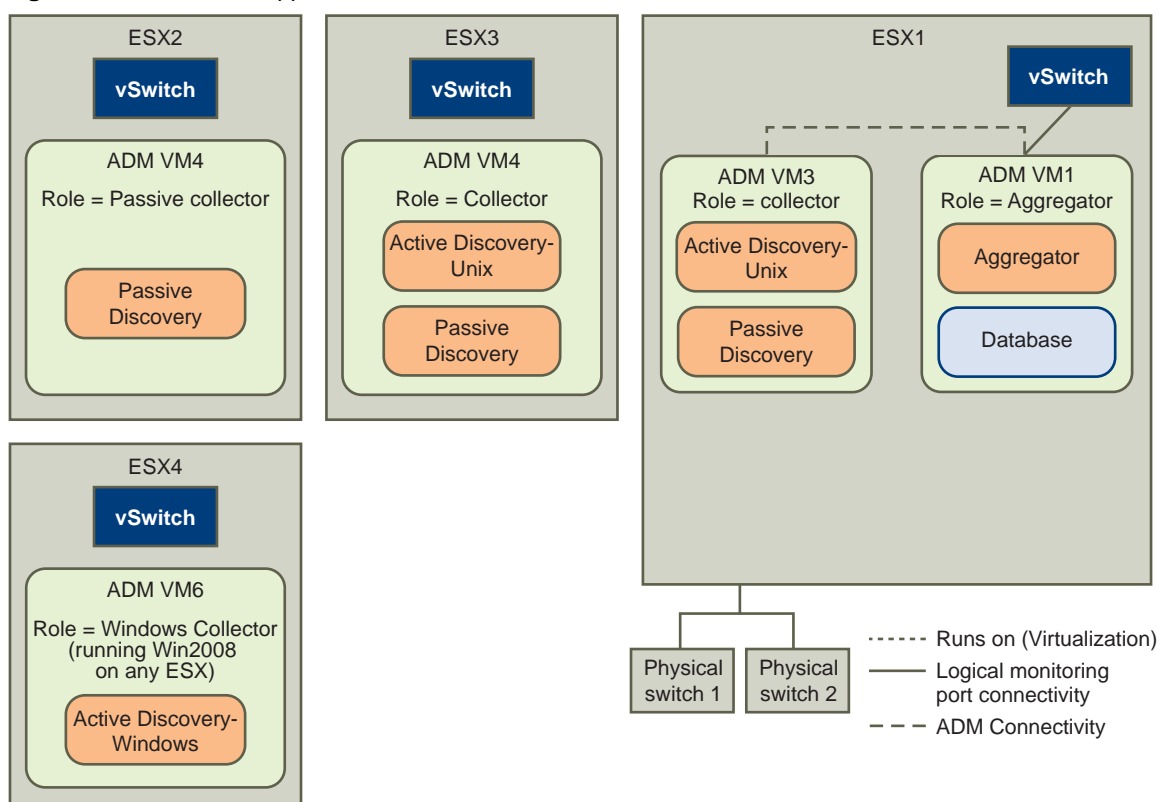 ESX2
vSwitch
ADM VM4
Role = Passive collector
Passive
Discovery
ESX3
vSwitch
ADM VM4
Role = Collector
Active Discovery-
Unix
Passive
Discovery
ESX1
vSwitch
ADM VM3
Role = collector
Active Discovery-
Unix
Passive
Discovery
ADM VM1
Role = Aggregator
Aggregator
Database
ESX4
vSwitch
ADM VM6
Role = Windows Collector
(running Win2008
on any ESX)
Active Discovery-
Windows
Physical
switch 1
Physical
switch 2
Runs on (Virtualization)
Logical monitoring
port connectivity
ADM Connectivity